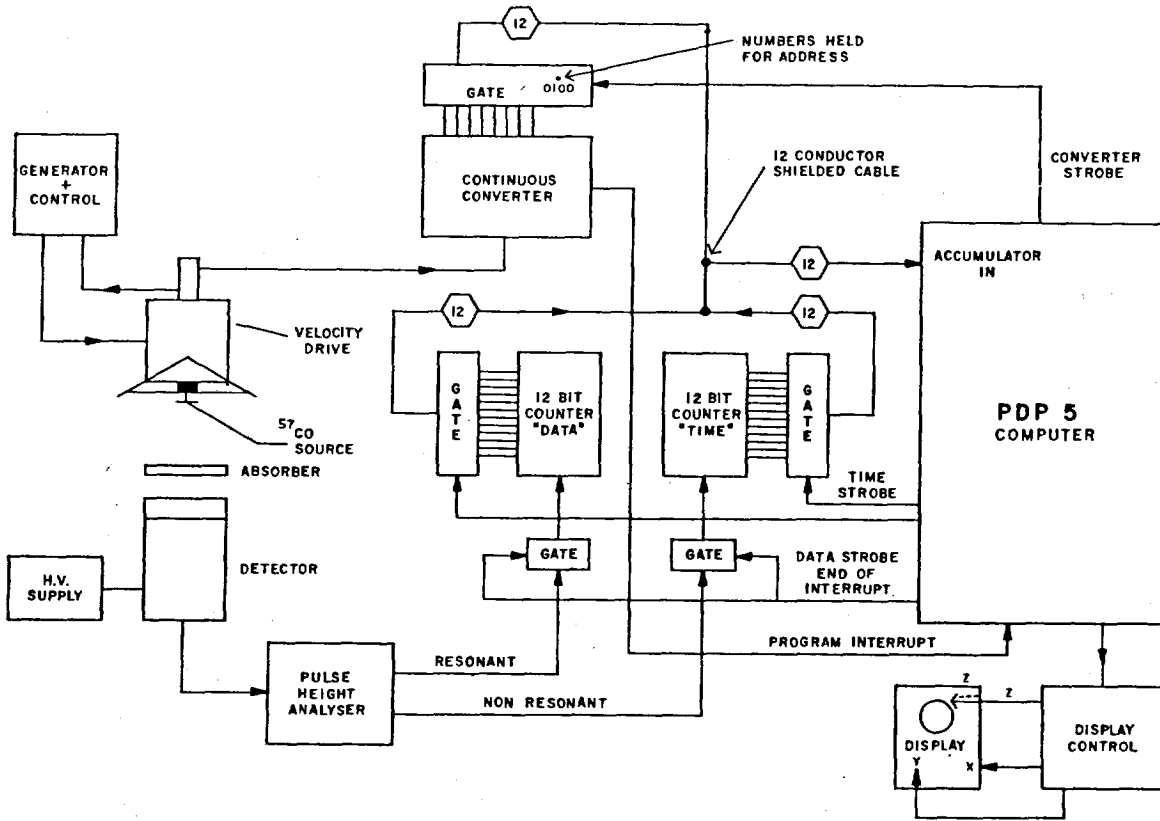 12
NUMBERS HELD
FOR ADDRESS
GATE
0100
GENERATOR
+
CONTROL
CONTINUOUS
CONVERTER
12 CONDUCTOR
SHIELDED CABLE
CONVERTER
STROBE
12
ACCUMULATOR
IN
12
12
VELOCITY
DRIVE
GATE
12 BIT
COUNTER
"DATA"
12 BIT
COUNTER
"TIME"
GATE
PDP 5
COMPUTER
57
CO
SOURCE
ABSORBER
TIME
STROBE
DETECTOR
H.V.
SUPPLY
GATE
GATE
DATA STROBE
END OF
INTERRUPT
PROGRAM INTERRUPT
PULSE
HEIGHT
ANALYSER
RESONANT
NON RESONANT
Z
Z
DISPLAY
Y
X
DISPLAY
CONTROL